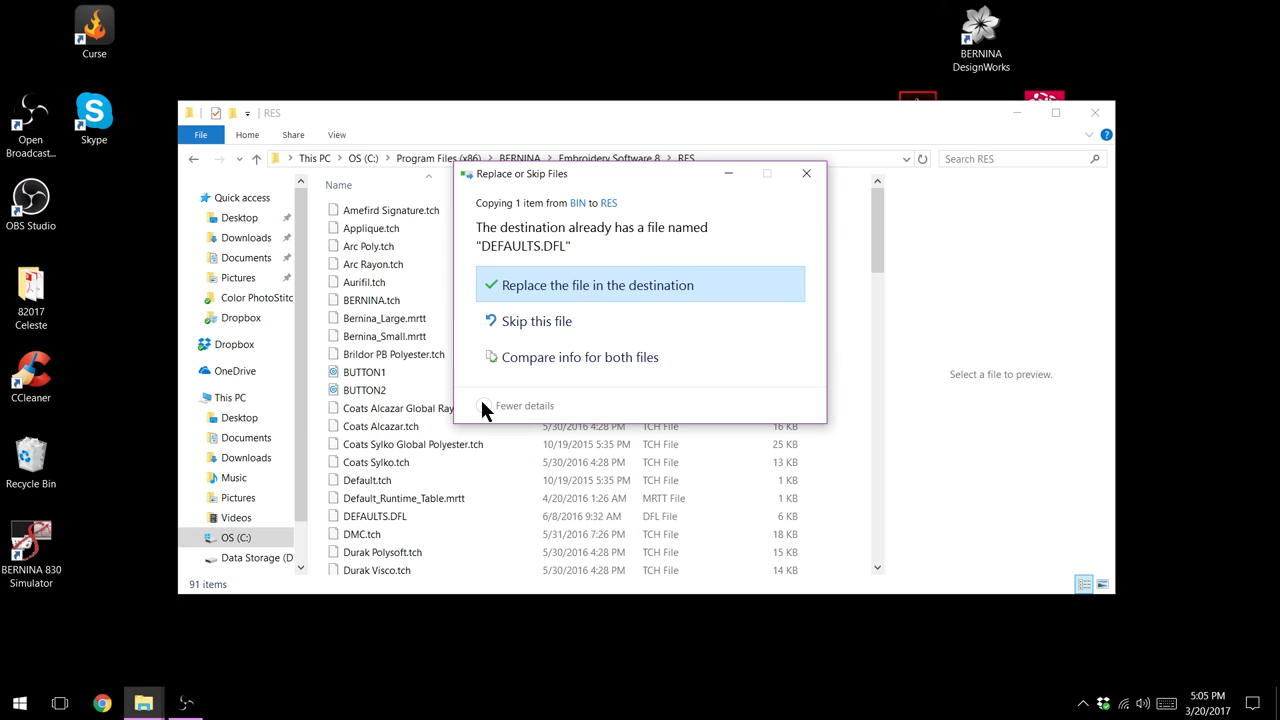 Curse
BERNINA
DesignWorks
Open
Broadcast...
Skype
OBS Studio
82017
Celeste
CCleaner
Recycle Bin
BERNINA 830
Simulator
RES
File
Home
Share
View
This PC
OS (C:)
Program Files (x86)
BERNINA
Embroidery Software 8
RES
Search RES
Quick access
Desktop
Downloads
Documents
Pictures
Color PhotoStitc
Dropbox
Dropbox
OneDrive
This PC
Desktop
Documents
Downloads
Music
Pictures
Videos
OS (C:)
Data Storage (D
Name
Amefird Signature.tch
Applique.tch
Arc Poly.tch
Arc Rayon.tch
Aurifil.tch
BERNINA.tch
Bernina_Large.mrtt
Bernina_Small.mrtt
Brildor PB Polyester.tch
BUTTON1
BUTTON2
Coats Alcazar Global Ray
Coats Alcazar.tch 5/30/2016 4:28 PM TCH File 16 KB
Coats Sylko Global Polyester.tch 10/19/2015 5:35 PM TCH File 25 KB
Coats Sylko.tch 5/30/2016 4:28 PM TCH File 13 KB
Default.tch 10/19/2015 5:35 PM TCH File 1 KB
Default_Runtime_Table.mrtt 4/20/2016 1:26 AM MRTT File 1 KB
DEFAULTS.DFL 6/8/2016 9:32 AM DFL File 6 KB
DMC.tch 5/31/2016 7:26 PM TCH File 18 KB
Durak Polysoft.tch 5/30/2016 4:28 PM TCH File 15 KB
Durak Visco.tch 5/30/2016 4:28 PM TCH File 14 KB
Replace or Skip Files
Copying 1 item from BIN to RES
The destination already has a file named
"DEFAULTS.DFL"
Replace the file in the destination
Skip this file
Compare info for both files
Fewer details
Select a file to preview.
91 items
5:05 PM
3/20/2017